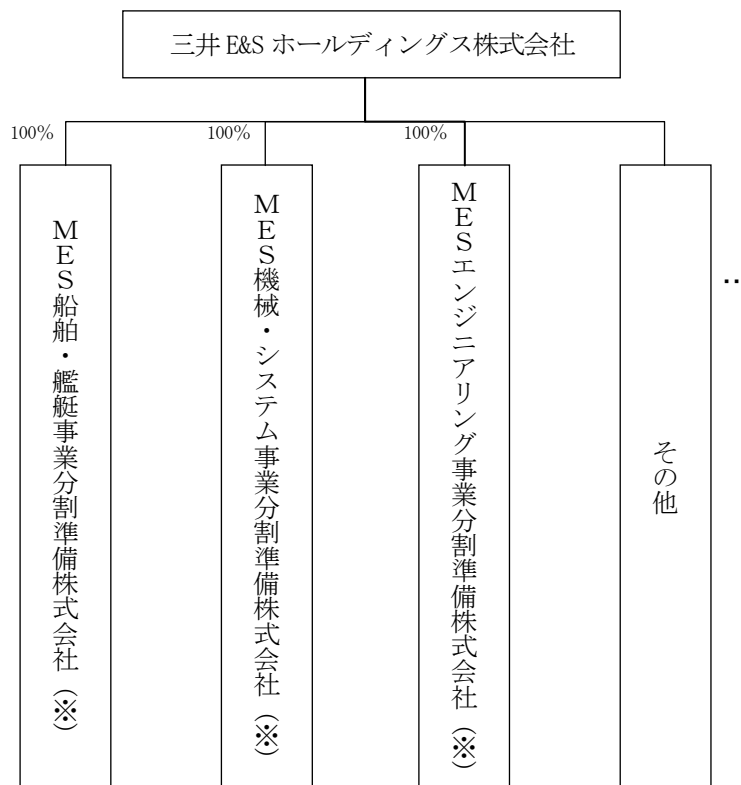 三井 E&S ホールディングス株式会社
100%
100%
100%
ＭＥＳ船舶・艦艇事業分割準備株式会社（※）
ＭＥＳ機械・システム事業分割準備株式会社（※）
ＭＥＳエンジニアリング事業分割準備株式会社（※）
その他
‥